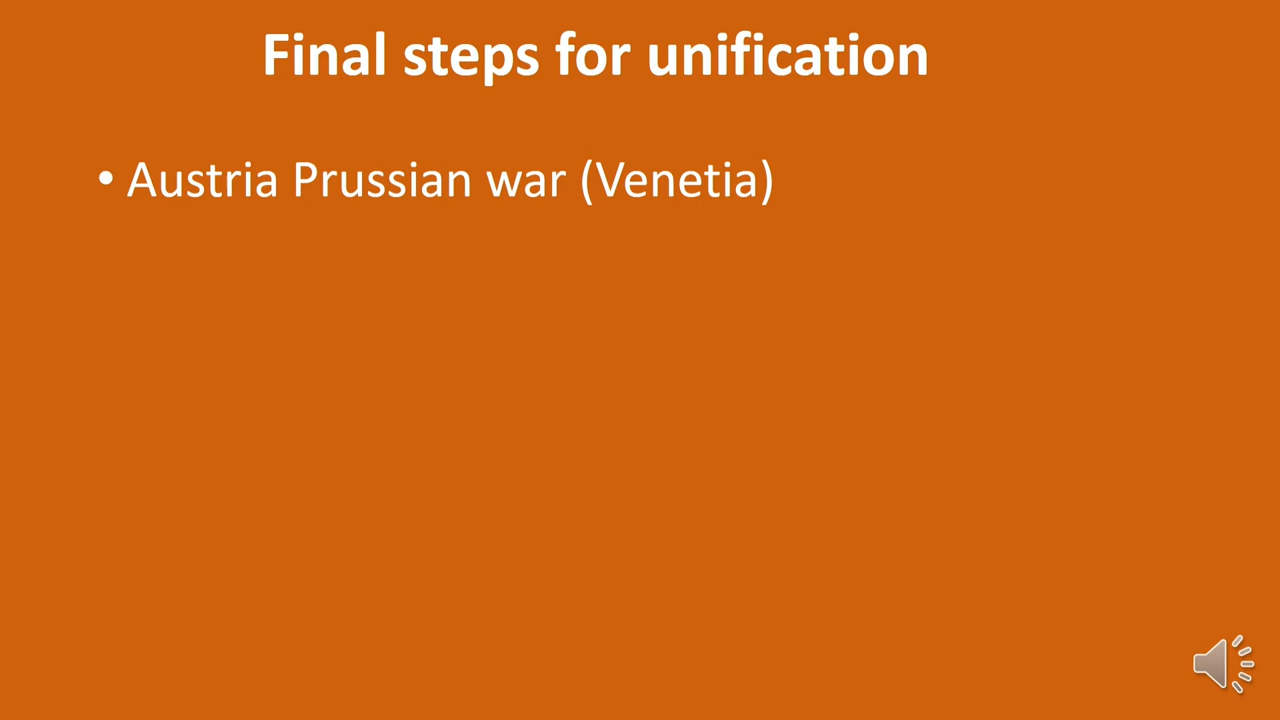 Final steps for unification
• Austria Prussian war (Venetia)